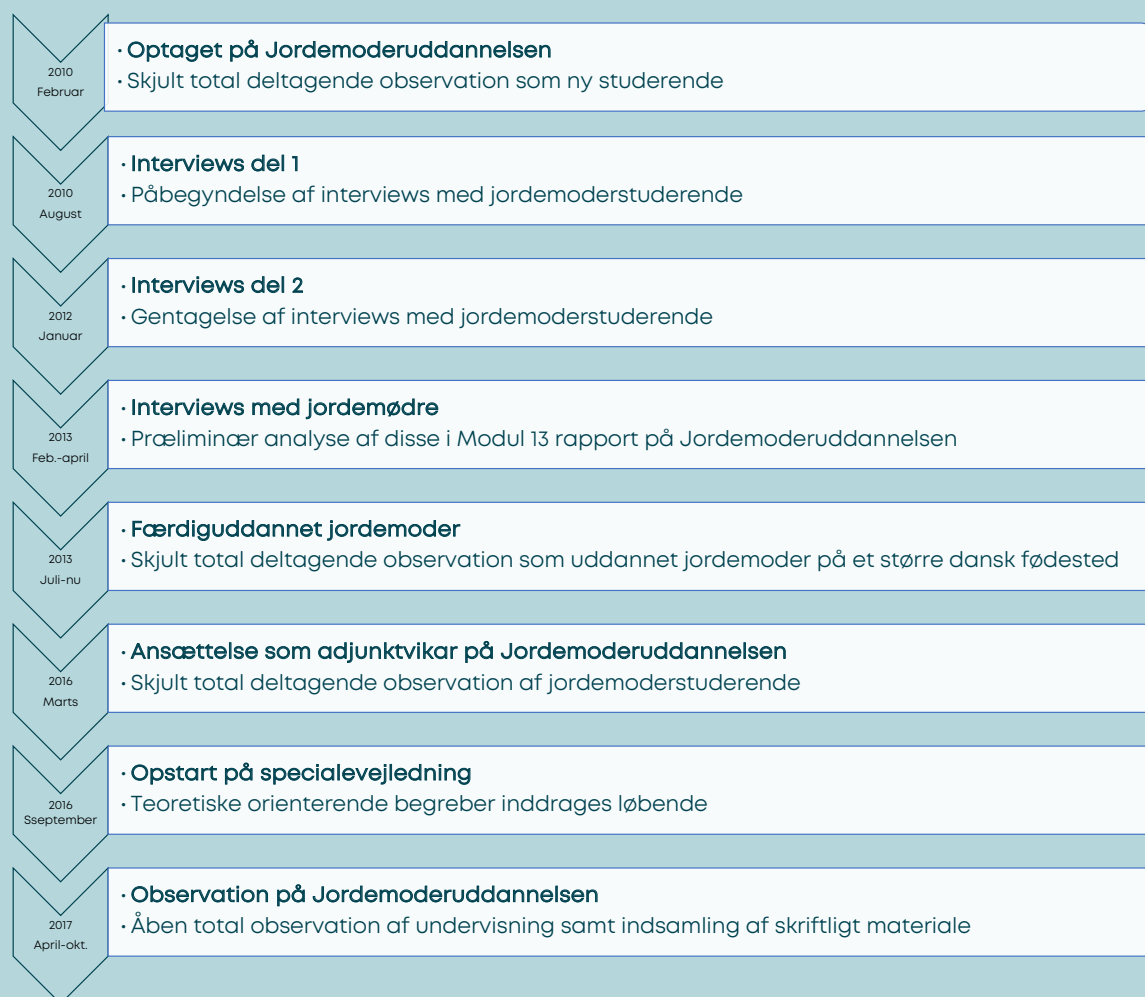 2010
Februar
· Optaget på Jordemoderuddannelsen
· Skjult total deltagende observation som ny studerende
2010
August
· Interviews del 1
· Påbegyndelse af interviews med jordemoderstuderende
2012
Januar
· Interviews del 2
· Gentagelse af interviews med jordemoderstuderende
2013
Feb.-april
· Interviews med jordemødre
· Præliminær analyse af disse i Modul 13 rapport på Jordemoderuddannelsen
2013
Juli-nu
· Færdiguddannet jordemoder
· Skjult total deltagende observation som uddannet jordemoder på et større dansk fødested
2016
Marts
· Ansættelse som adjunktvikar på Jordemoderuddannelsen
· Skjult total deltagende observation af jordemoderstuderende
2016
Sseptember
· Opstart på specialevejledning
· Teoretiske orienterende begreber inddrages løbende
2017
April-okt.
· Observation på Jordemoderuddannelsen
· Åben total observation af undervisning samt indsamling af skriftligt materiale